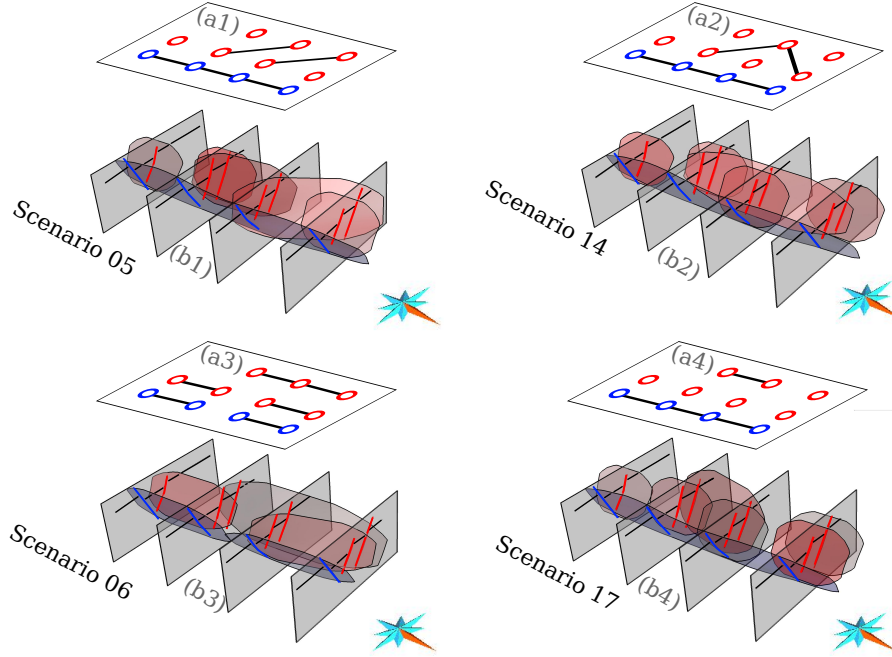 (a1)
(a2)
Scenario 05
(b1)
Scenario 14
(b2)
(a3)
(a4)
Scenario 06
(b3)
Scenario 17
(b4)